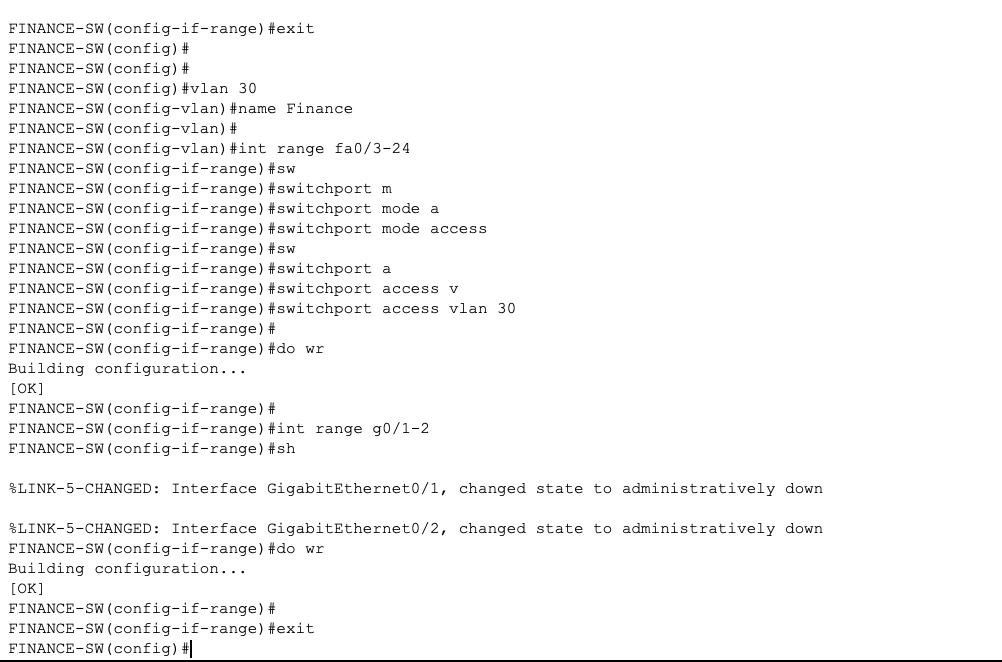 FINANCE-SW(config-if-range)#exit
FINANCE-SW(config)#
FINANCE-SW(config)#
FINANCE-SW(config)#vlan 30
FINANCE-SW(config-vlan)#name Finance
FINANCE-SW(config-vlan)#
FINANCE-SW(config-vlan)#int range fa0/3-24
FINANCE-SW(config-if-range)#sw
FINANCE-SW(config-if-range)#switchport m
FINANCE-SW(config-if-range)#switchport mode a
FINANCE-SW(config-if-range)#switchport mode access
FINANCE-SW(config-if-range)#sw
FINANCE-SW(config-if-range)#switchport a
FINANCE-SW(config-if-range)#switchport access v
FINANCE-SW(config-if-range)#switchport access vlan 30
FINANCE-SW(config-if-range)#
FINANCE-SW(config-if-range)#do wr
Building configuration...
[OK]
FINANCE-SW(config-if-range)#
FINANCE-SW(config-if-range)#int range g0/1-2
FINANCE-SW(config-if-range)#sh
%LINK-5-CHANGED: Interface GigabitEthernet0/1, changed state to administratively down
%LINK-5-CHANGED: Interface GigabitEthernet0/2, changed state to administratively down
FINANCE-SW(config-if-range)#do wr
Building configuration...
[OK]
FINANCE-SW(config-if-range)#
FINANCE-SW(config-if-range)#exit
FINANCE-SW(config)#